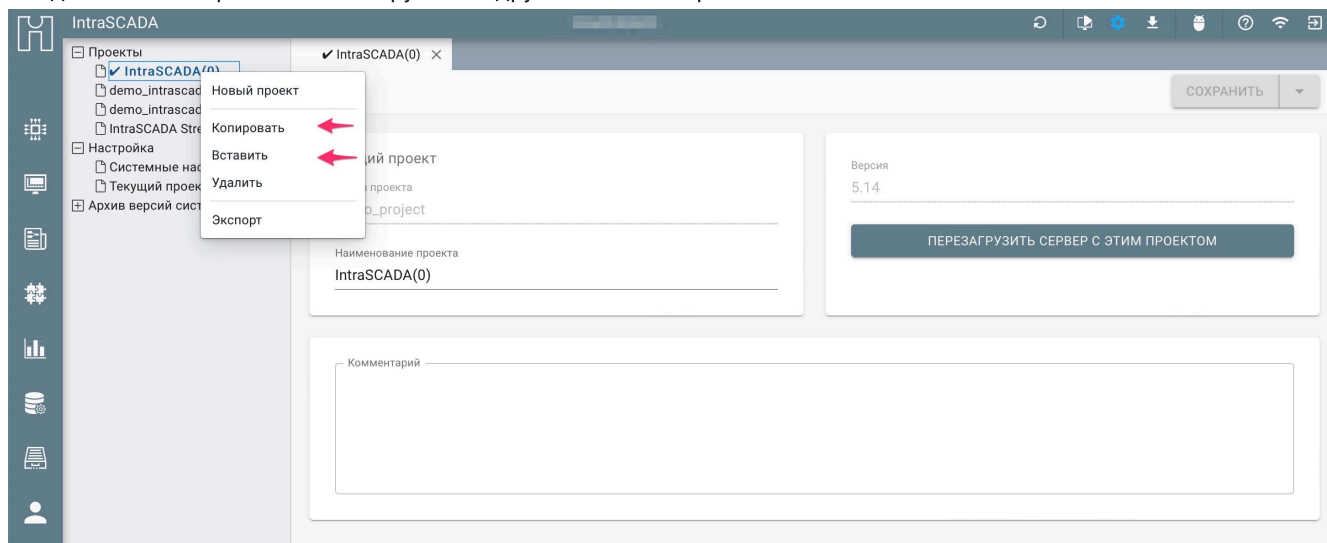 IntraSCADA
Проекты
✔ IntraSCADA(0)
demo_intrascad
demo_intrascad
IntraSCADA Stre
Настройка
Системные нас
Текущий проек
Архив версий сист
Новый проект
Копировать
Вставить
Удалить
Экспорт
✔ IntraSCADA(0) ×
СОХРАНИТЬ
ий проект
проекта
_project
Наименование проекта
IntraSCADA(0)
Версия
5.14
ПЕРЕЗАГРУЗИТЬ СЕРВЕР С ЭТИМ ПРОЕКТОМ
Комментарий